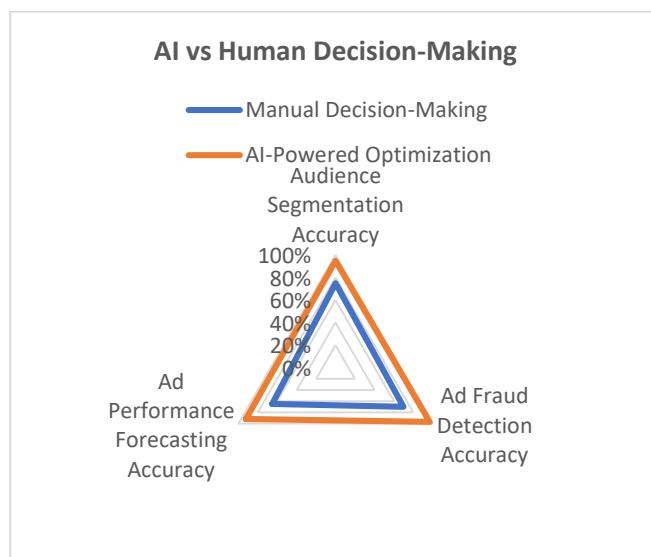 AI vs Human Decision-Making
Manual Decision-Making
AI-Powered Optimization
Audience
Segmentation
Accuracy
100%
80%
60%
40%
20%
0%
Ad Fraud
Detection
Accuracy
Ad
Performance
Forecasting
Accuracy